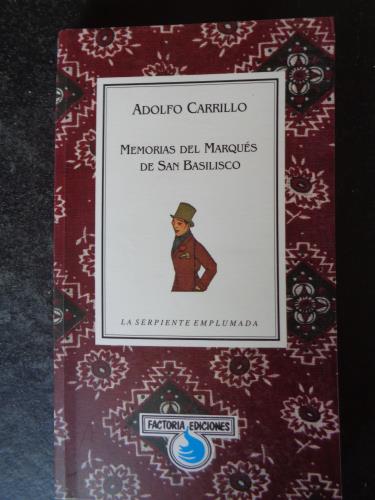 ADOLFO CARRILLO
MEMORIAS DEL MARQUÉS
DE SAN BASILISCO
LA SERPIENTE EMPLUMADA
FACTORIA EDICIONES